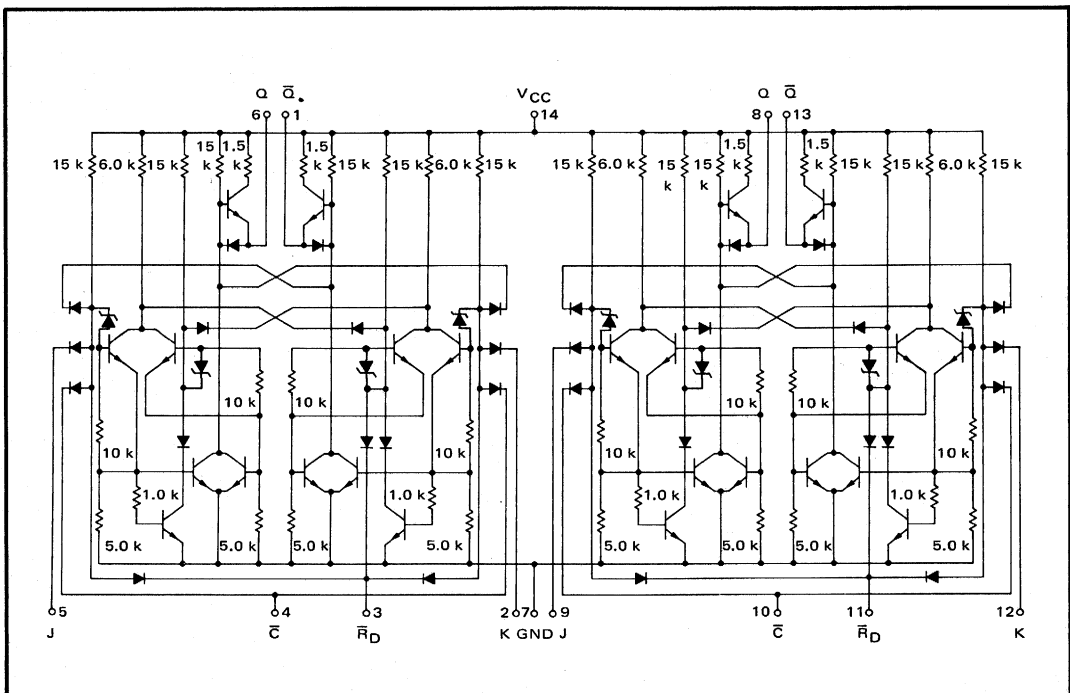 Q Q̅. V_CC Q Q̅
6 1 14 8 13
15 k 6.0 k 15 k 15 k 1.5 k 1.5 k 15 k 15 k 6.0 k 15 k 15 k 6.0 k 15 k 15 k 1.5 k 1.5 k 15 k 15 k 6.0 k 15 k
10 k 10 k 10 k 10 k
10 k 10 k 10 k 10 k
1.0 k 1.0 k 1.0 k 1.0 k
5.0 k 5.0 k 5.0 k 5.0 k 5.0 k 5.0 k 5.0 k 5.0 k
5 4 3 2 7 9 10 11 12
J C̅ R̅_D K GND J C̅ R̅_D K